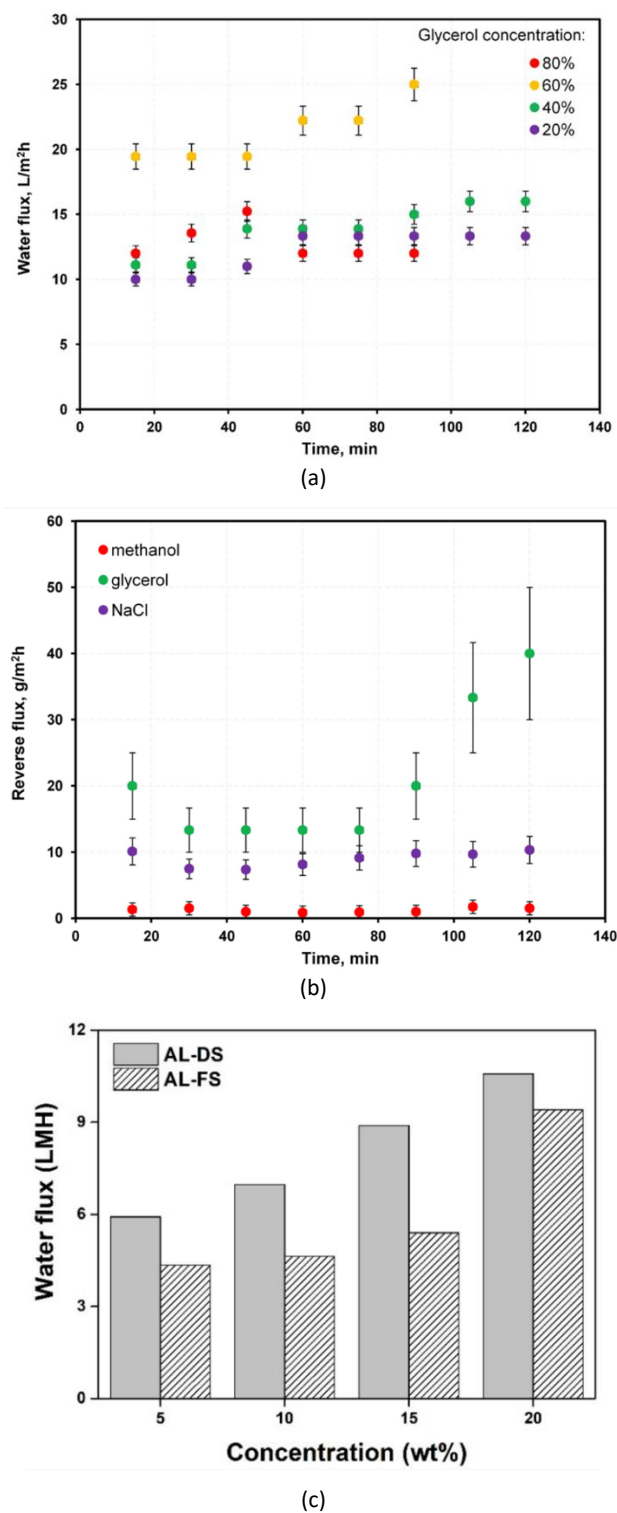 30
25
20
15
10
5
0
Water flux, L/m²h
Glycerol concentration:
80%
60%
40%
20%
0 20 40 60 80 100 120 140
Time, min
(a)
60
50
40
30
20
10
0
Reverse flux, g/m²h
methanol
glycerol
NaCl
0 20 40 60 80 100 120 140
Time, min
(b)
12
9
6
3
0
Water flux (LMH)
AL-DS
AL-FS
5 10 15 20
Concentration (wt%)
(c)